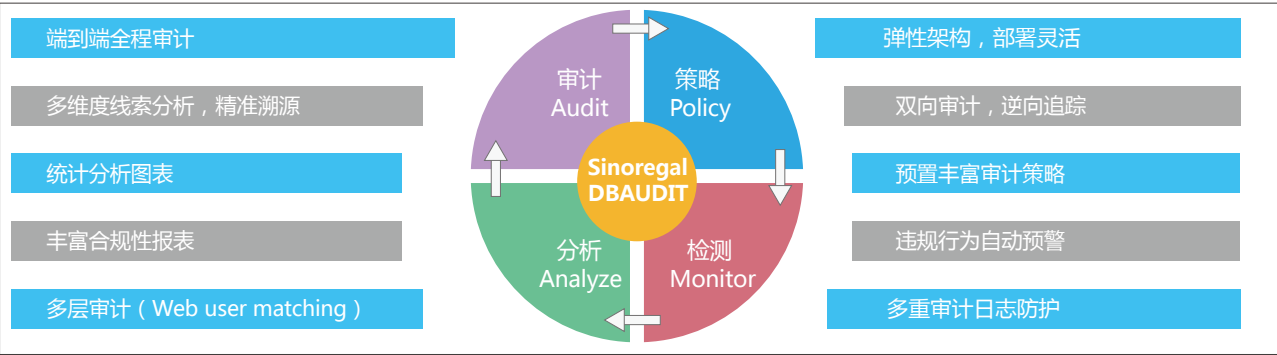 端到端全程审计
多维度线索分析，精准溯源
统计分析图表
丰富合规性报表
多层审计（Web user matching）
审计
Audit
策略
Policy
Sinoregal
DBAUDIT
分析
Analyze
检测
Monitor
弹性架构，部署灵活
双向审计，逆向追踪
预置丰富审计策略
违规行为自动预警
多重审计日志防护